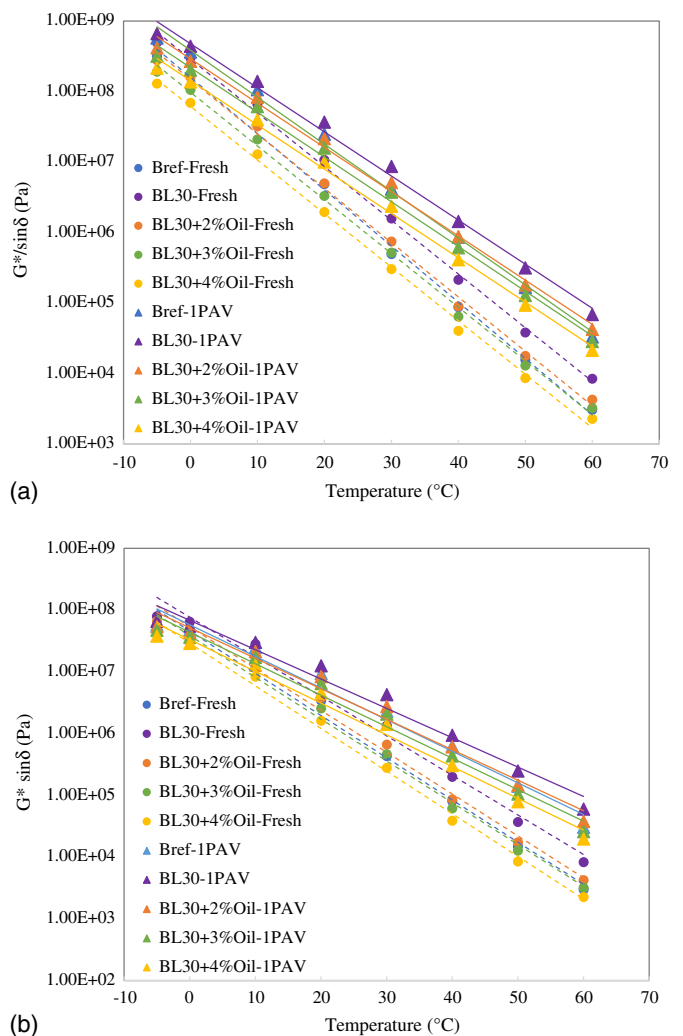 (a)
1.00E+09
1.00E+08
1.00E+07
1.00E+06
1.00E+05
1.00E+04
1.00E+03
G*/sinδ (Pa)
Bref-Fresh
BL30-Fresh
BL30+2%Oil-Fresh
BL30+3%Oil-Fresh
BL30+4%Oil-Fresh
Bref-1PAV
BL30-1PAV
BL30+2%Oil-1PAV
BL30+3%Oil-1PAV
BL30+4%Oil-1PAV
-10 0 10 20 30 40 50 60 70
Temperature (°C)
(b)
1.00E+09
1.00E+08
1.00E+07
1.00E+06
1.00E+05
1.00E+04
1.00E+03
1.00E+02
G* sinδ (Pa)
Bref-Fresh
BL30-Fresh
BL30+2%Oil-Fresh
BL30+3%Oil-Fresh
BL30+4%Oil-Fresh
Bref-1PAV
BL30-1PAV
BL30+2%Oil-1PAV
BL30+3%Oil-1PAV
BL30+4%Oil-1PAV
-10 0 10 20 30 40 50 60 70
Temperature (°C)